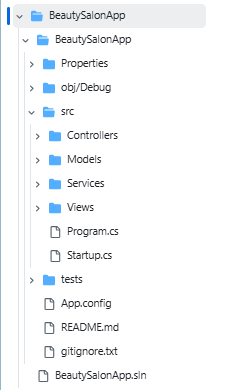 BeautySalonApp
BeautySalonApp
Properties
obj/Debug
src
Controllers
Models
Services
Views
Program.cs
Startup.cs
tests
App.config
README.md
gitignore.txt
BeautySalonApp.sln